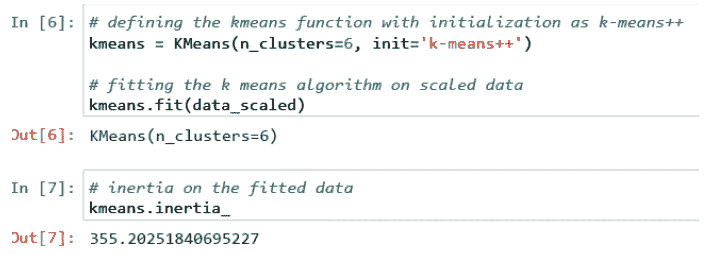 In [6]: # defining the kmeans function with initialization as k-means++
kmeans = KMeans(n_clusters=6, init='k-means++')
# fitting the k means algorithm on scaled data
kmeans.fit(data_scaled)
Out[6]: KMeans(n_clusters=6)
In [7]: # inertia on the fitted data
kmeans.inertia_
Out[7]: 355.20251840695227